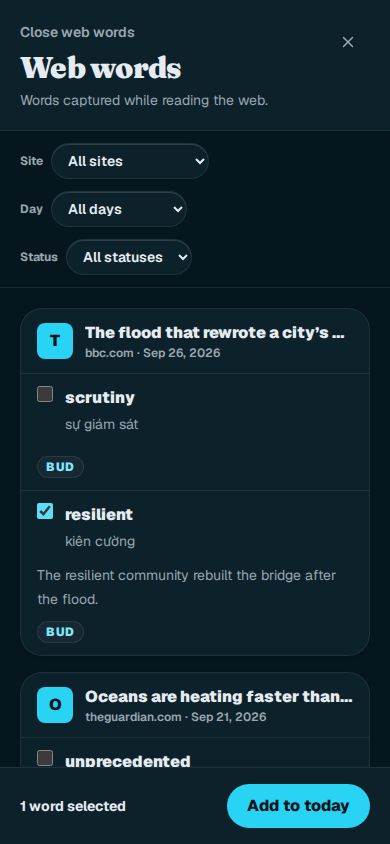 Close web words
Web words
Words captured while reading the web.
Site All sites
Day All days
Status All statuses
T The flood that rewrote a city’s ...
bbc.com · Sep 26, 2026
scrutiny
sự giám sát
BUD
resilient
kiên cường
The resilient community rebuilt the bridge after
the flood.
BUD
O Oceans are heating faster than...
theguardian.com · Sep 21, 2026
unprecedented
1 word selected Add to today